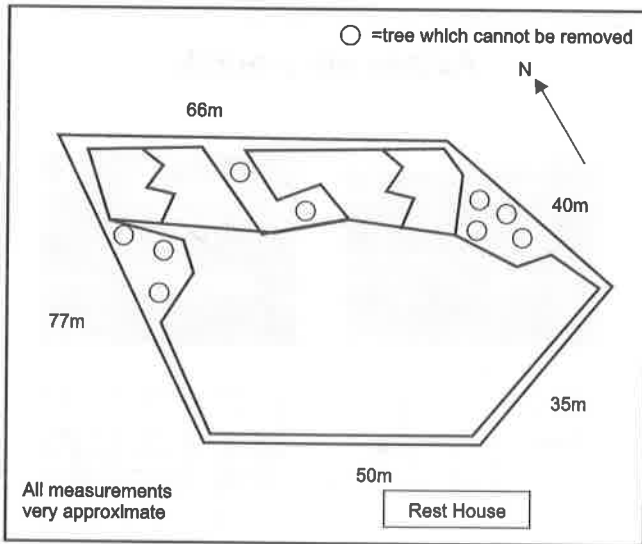 =tree which cannot be removed
N
66m
40m
77m
35m
50m
All measurements
very approximate
Rest House